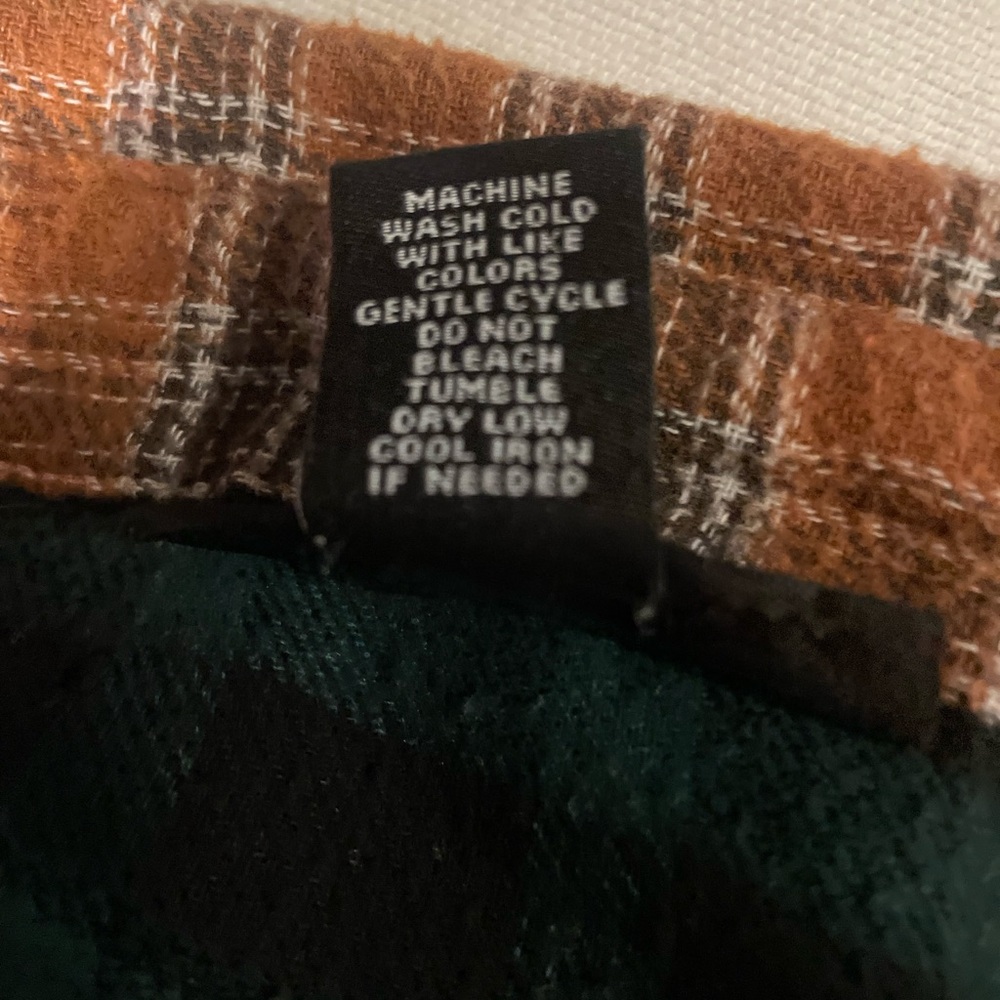 MACHINE
WASH COLD
WITH LIKE
COLORS
GENTLE CYCLE
DO NOT
BLEACH
TUMBLE
DRY LOW
COOL IRON
IF NEEDED